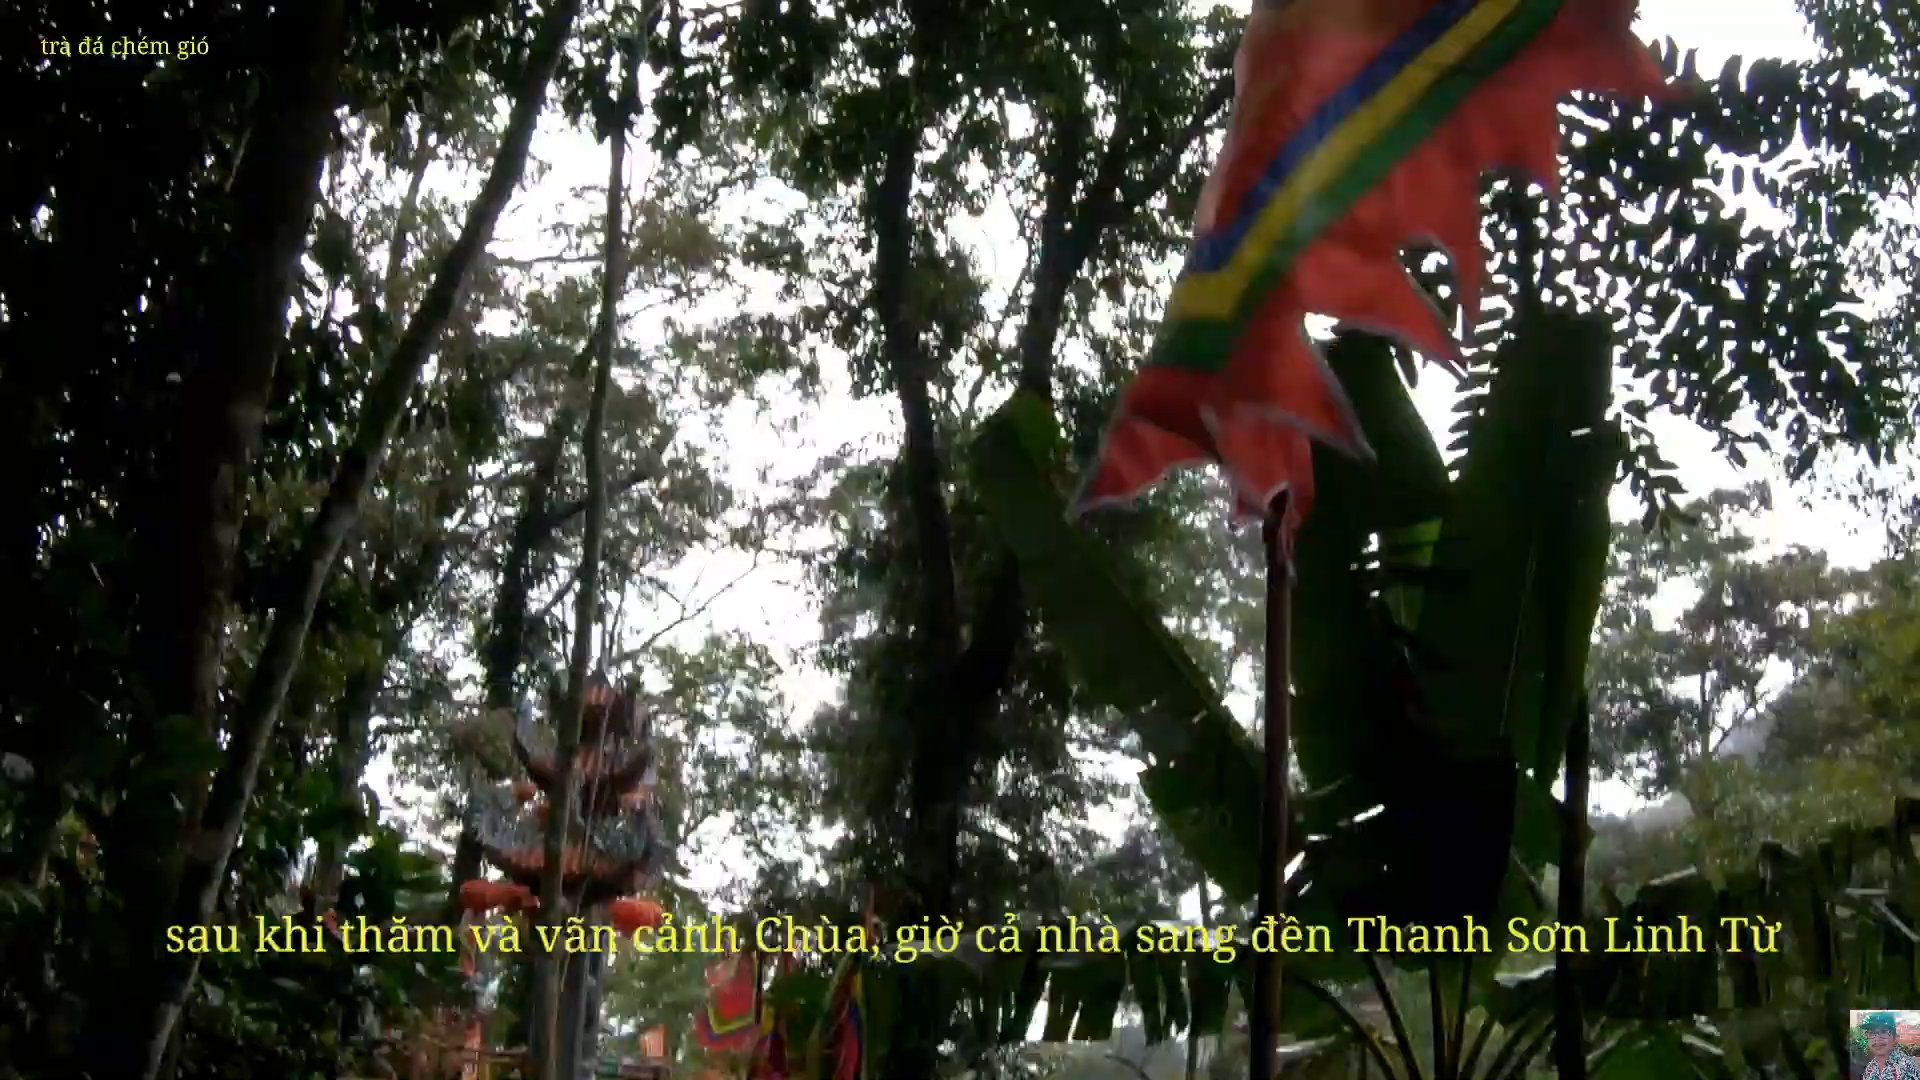 trà đá chém gió
sau khi thăm và vãn cảnh Chùa, giờ cả nhà sang đền Thanh Sơn Linh Từ